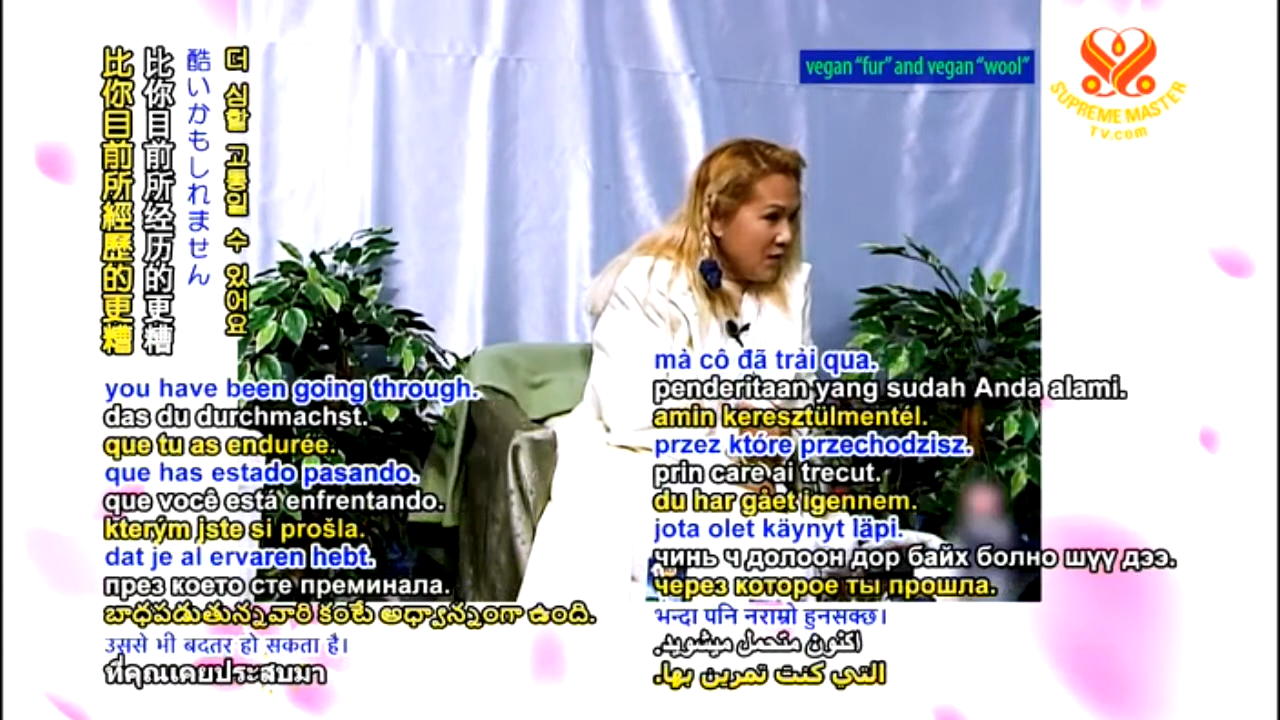 比你目前所經歷的更糟
比你目前所经历的更糟
酷いかもしれません
더 심할 고통일 수 있어요
vegan “fur” and vegan “wool”
SUPREME MASTER
TV.com
you have been going through.
das du durchmachst.
que tu as endurée.
que has estado pasando.
que você está enfrentando.
kterým jste si prošla.
dat je al ervaren hebt.
през което сте преминала.
బాధపడుతున్నవారి కంటే అధ్వాన్నంగా ఉంది.
उससे भी बदतर हो सकता है।
ที่คุณเคยประสบมา
mà cô đã trải qua.
penderitaan yang sudah Anda alami.
amin keresztülmentél.
przez które przechodzisz.
prin care ai trecut.
du har gået igennem.
jota olet käynyt läpi.
чинь ч долоон дор байх болно шүү дээ.
через которое ты прошла.
भन्दा पनि नराम्रो हुनसक्छ।
اکنون متحمل میشوید.
التي كنت تمرين بها.